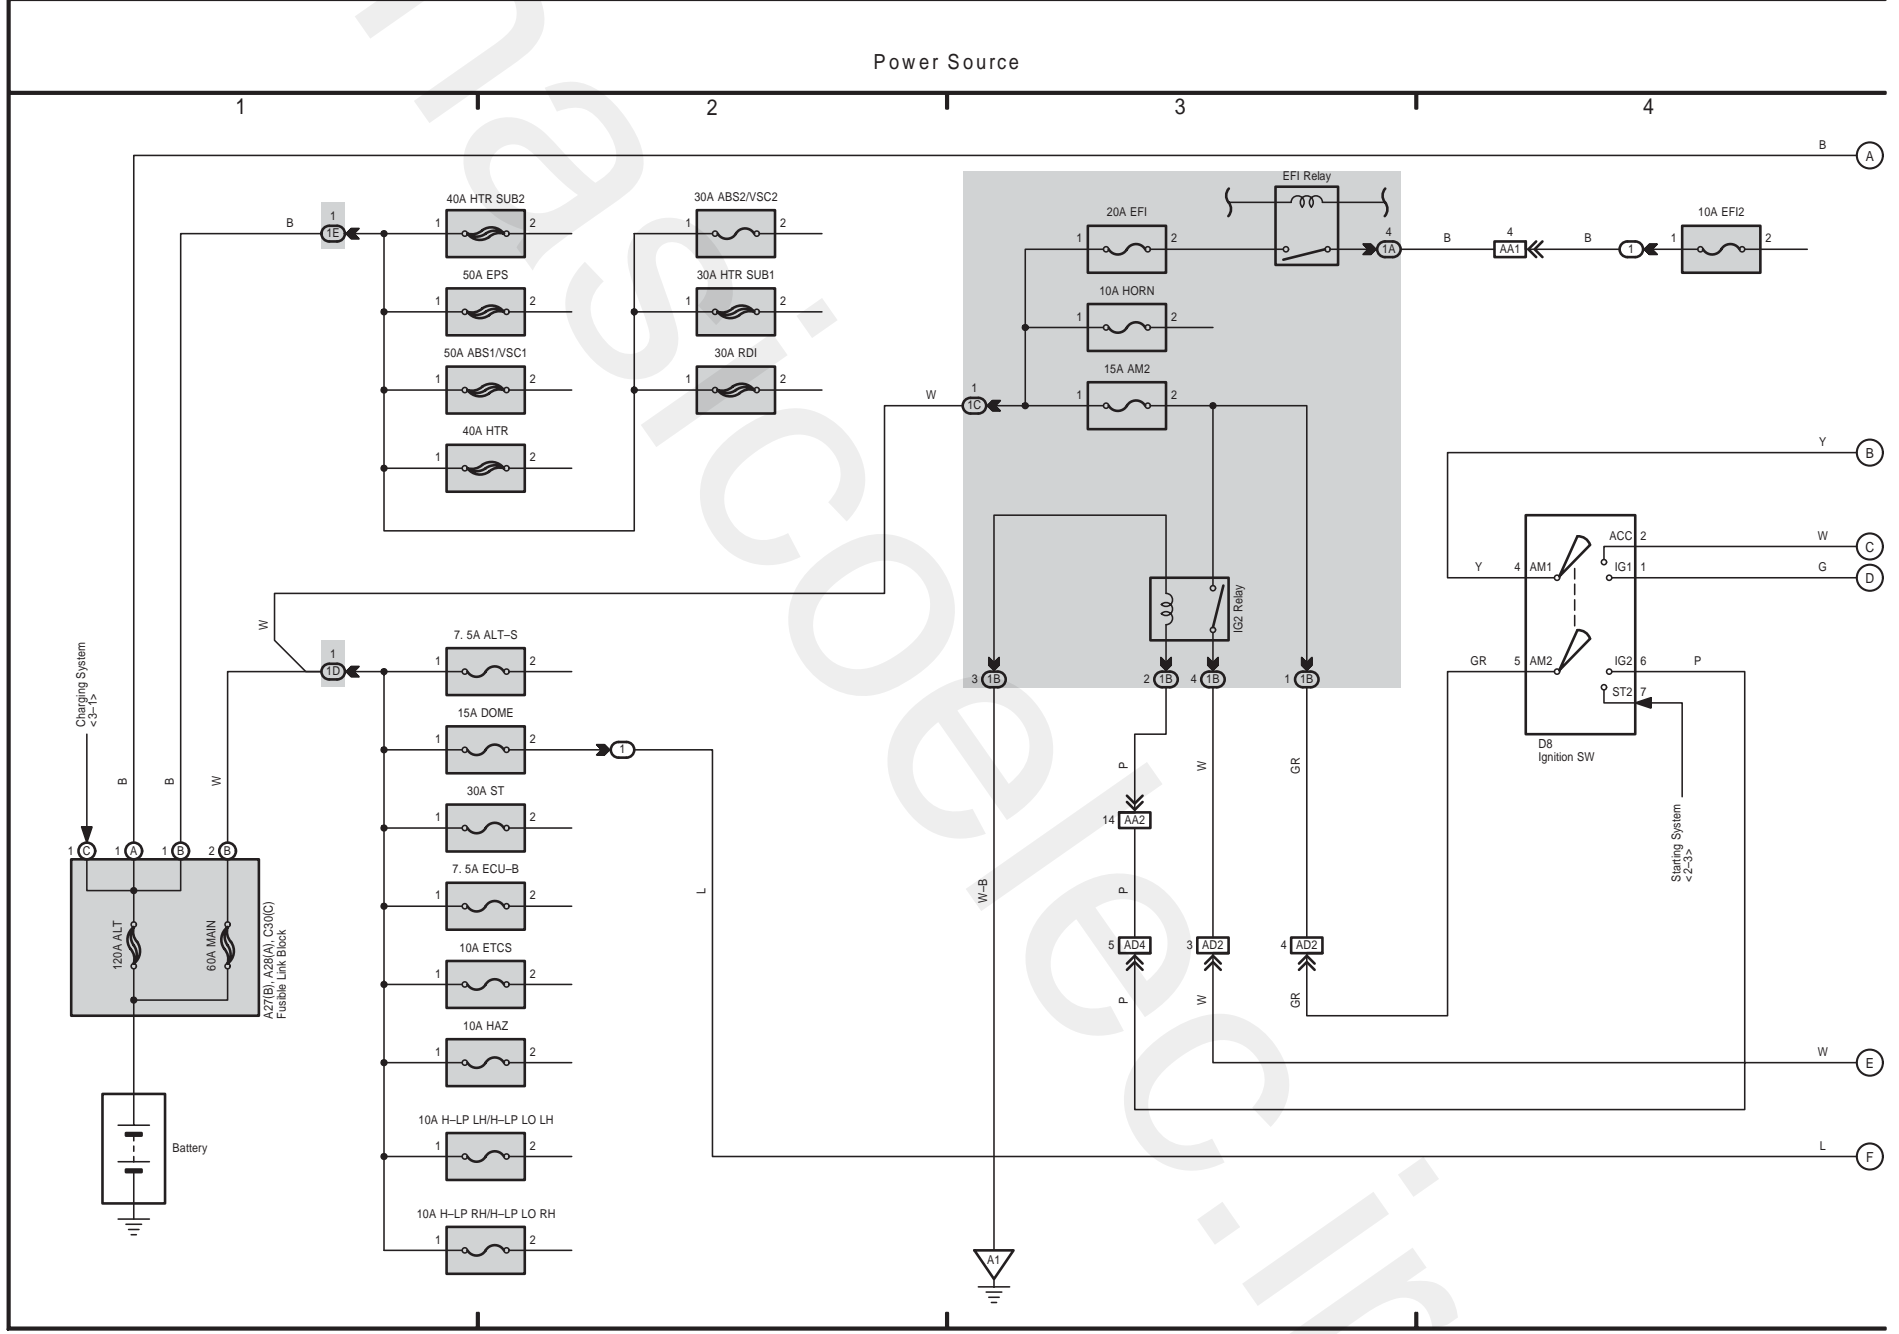 Power Source
1 2 3 4
B A
40A HTR SUB2 30A ABS2/VSC2 EFI Relay
1 1 2 1 2 20A EFI 4 4 10A EFI2
B 1E 1 2 1A B AA1 B 1 1 2
50A EPS 30A HTR SUB1 10A HORN
1 2 1 2 1 2
50A ABS1/VSC1 30A RDI 15A AM2
1 2 1 2 1 2
W 1 1C
40A HTR Y B
1 2
ACC 2 W C
Y 4 AM1 IG1 1 G D
IG2 Relay
W
7. 5A ALT–S
1 1D 1 2
GR 5 AM2 IG2 6 P
3 1B 2 1B 4 1B 1 1B
ST2 7
Charging System
<3–1>
15A DOME
1 2 1
D8
Ignition SW
B B W
P W GR
30A ST
1 2
14 AA2
Starting System
<2–3>
1 C 1 A 1 B 2 B
7. 5A ECU–B
1 2
L W–B P
120A ALT 60A MAIN
A27(B), A28(A), C30(C)
Fusible Link Block
10A ETCS
1 2
5 AD4 3 AD2 4 AD2
P W GR
10A HAZ
1 2
W E
10A H–LP LH/H–LP LO LH
1 2
Battery
L F
10A H–LP RH/H–LP LO RH
1 2
A1
hasicoelec.ir